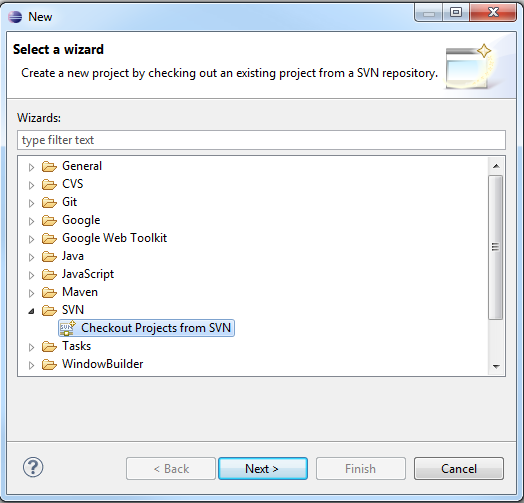 New
Select a wizard
Create a new project by checking out an existing project from a SVN repository.
Wizards:
type filter text
General
CVS
Git
Google
Google Web Toolkit
Java
JavaScript
Maven
SVN
Checkout Projects from SVN
Tasks
WindowBuilder
< Back
Next >
Finish
Cancel